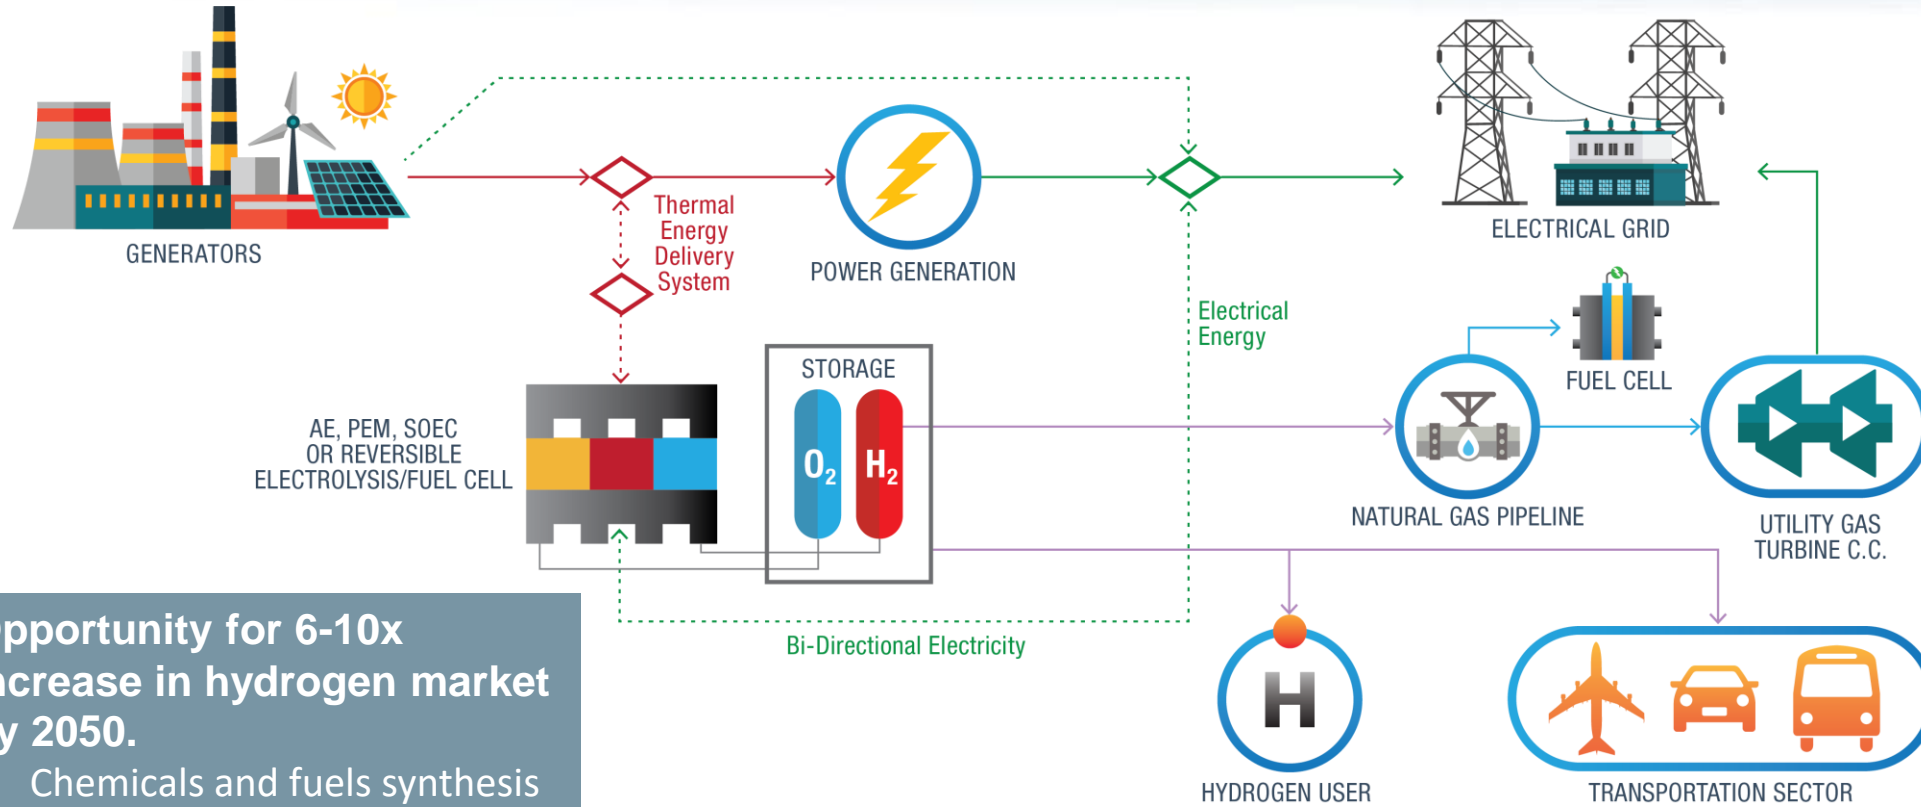 GENERATORS
Thermal
Energy
Delivery
System
POWER GENERATION
ELECTRICAL GRID
Electrical
Energy
FUEL CELL
STORAGE
O2
H2
AE, PEM, SOEC
OR REVERSIBLE
ELECTROLYSIS/FUEL CELL
NATURAL GAS PIPELINE
UTILITY GAS
TURBINE C.C.
Bi-Directional Electricity
pportunity for 6-10x
ncrease in hydrogen market
y 2050.
Chemicals and fuels synthesis
H
HYDROGEN USER
TRANSPORTATION SECTOR